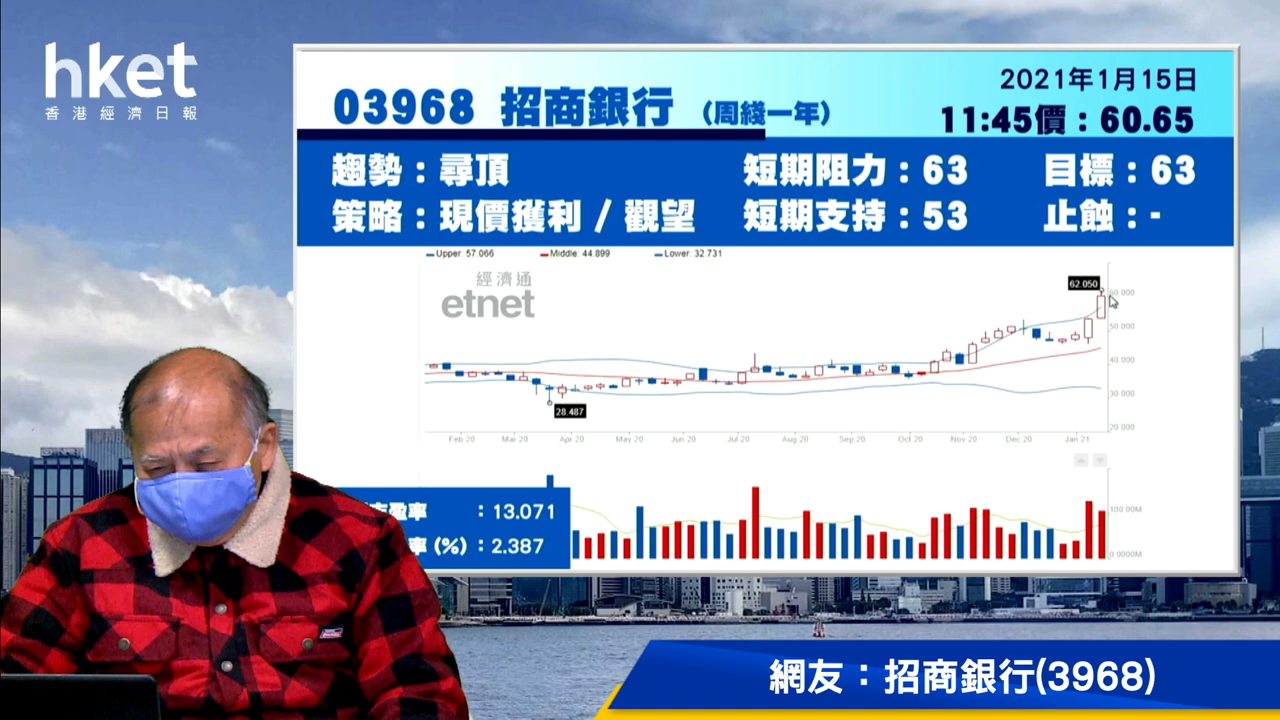 hket
香港經濟日報
2021年1月15日
03968 招商銀行 (周綫一年)
11:45價：60.65
趨勢：尋頂
短期阻力：63
目標：63
策略：現價獲利 / 觀望
短期支持：53
止蝕：-
Upper: 57.066
Middle: 44.899
Lower: 32.731
經濟通
etnet
62.050
60 000
50 000
40 000
30 000
20 000
28.487
Feb 20
Mar 20
Apr 20
May 20
Jun 20
Jul 20
Aug 20
Sep 20
Oct 20
Nov 20
Dec 20
Jan 21
盈率 ：13.071
率 (%)：2.387
100.00M
0.0000M
網友：招商銀行(3968)